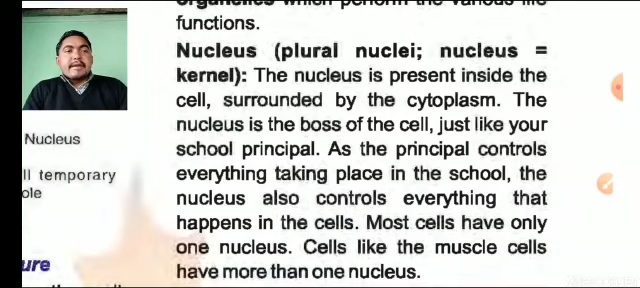 functions.
Nucleus (plural nuclei; nucleus =
kernel): The nucleus is present inside the
cell, surrounded by the cytoplasm. The
nucleus is the boss of the cell, just like your
school principal. As the principal controls
everything taking place in the school, the
nucleus also controls everything that
happens in the cells. Most cells have only
one nucleus. Cells like the muscle cells
have more than one nucleus.
Nucleus
ll temporary
ole
ure